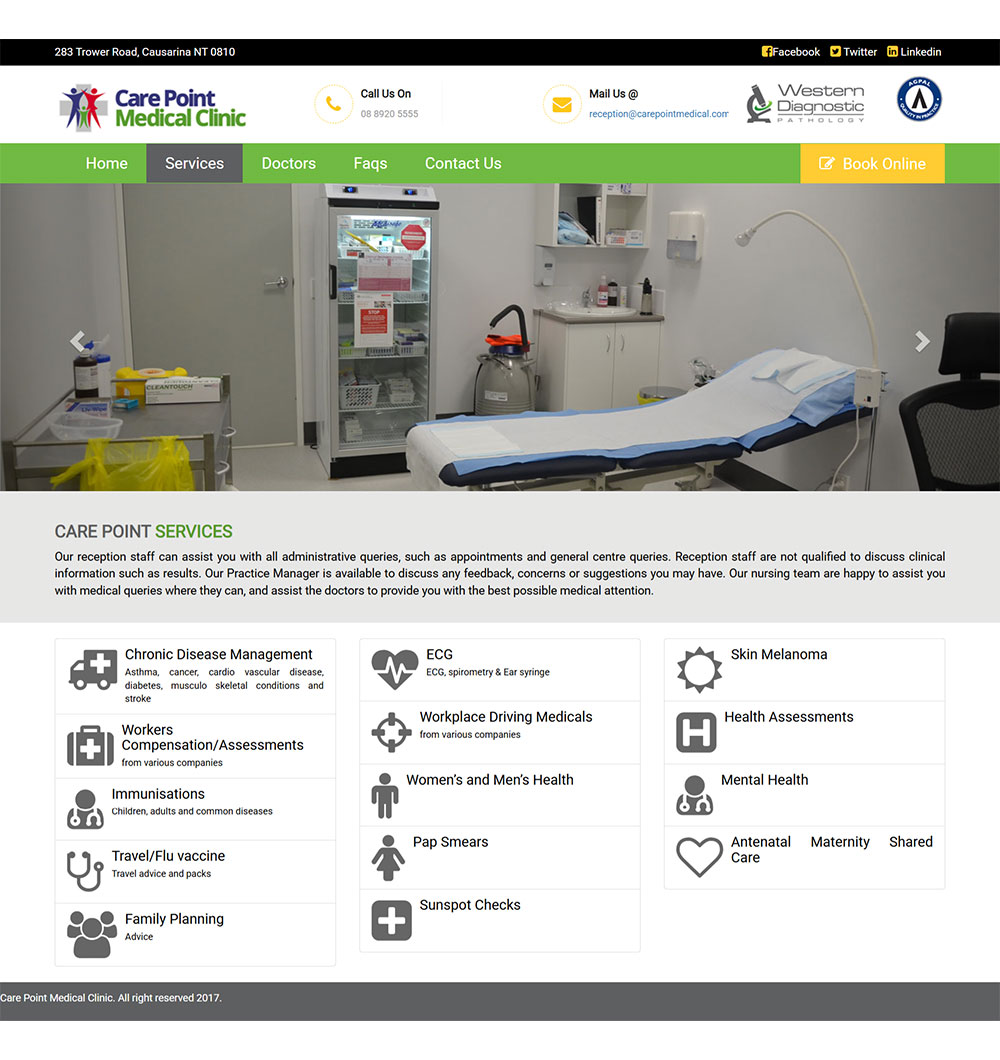 283 Trower Road, Causarina NT 0810
Facebook Twitter Linkedin
Care Point
Medical Clinic
Call Us On
08 8920 5555
Mail Us @
reception@carepointmedical.com
Western
Diagnostic
PATHOLOGY
AGPAL
QUALITY IN PRACTICE
Home Services Doctors Faqs Contact Us Book Online
STOP
CLEANTOUCH
CARE POINT SERVICES
Our reception staff can assist you with all administrative queries, such as appointments and general centre queries. Reception staff are not qualified to discuss clinical
information such as results. Our Practice Manager is available to discuss any feedback, concerns or suggestions you may have. Our nursing team are happy to assist you
with medical queries where they can, and assist the doctors to provide you with the best possible medical attention.
Chronic Disease Management
Asthma, cancer, cardio vascular disease,
diabetes, musculo skeletal conditions and
stroke
Workers
Compensation/Assessments
from various companies
Immunisations
Children, adults and common diseases
Travel/Flu vaccine
Travel advice and packs
Family Planning
Advice
ECG
ECG, spirometry & Ear syringe
Workplace Driving Medicals
from various companies
Women's and Men's Health
Pap Smears
Sunspot Checks
Skin Melanoma
H
Health Assessments
Mental Health
Antenatal Maternity Shared
Care
Care Point Medical Clinic. All right reserved 2017.